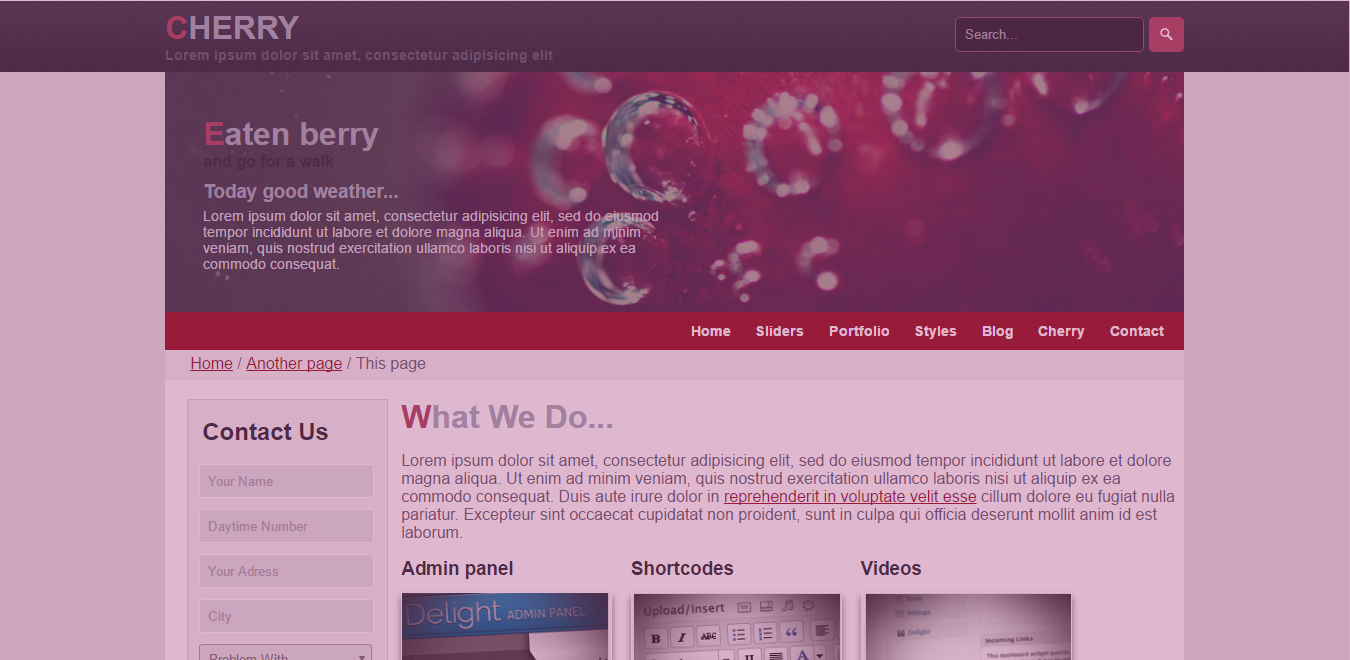 CHERRY
Lorem ipsum dolor sit amet, consectetur adipisicing elit
Search...
Eaten berry
and go for a walk
Today good weather...
Lorem ipsum dolor sit amet, consectetur adipisicing elit, sed do eiusmod
tempor incididunt ut labore et dolore magna aliqua. Ut enim ad minim
veniam, quis nostrud exercitation ullamco laboris nisi ut aliquip ex ea
commodo consequat.
Home Sliders Portfolio Styles Blog Cherry Contact
Home / Another page / This page
Contact Us
Your Name
Daytime Number
Your Adress
City
Problem With
What We Do...
Lorem ipsum dolor sit amet, consectetur adipisicing elit, sed do eiusmod tempor incididunt ut labore et dolore
magna aliqua. Ut enim ad minim veniam, quis nostrud exercitation ullamco laboris nisi ut aliquip ex ea
commodo consequat. Duis aute irure dolor in reprehenderit in voluptate velit esse cillum dolore eu fugiat nulla
pariatur. Excepteur sint occaecat cupidatat non proident, sunt in culpa qui officia deserunt mollit anim id est
laborum.
Admin panel
Delight ADMIN PANEL
Shortcodes
Upload/Insert
B I ABC
U A
Videos
Tools
Settings
Delight
Incoming Links
This dashboard widget queries